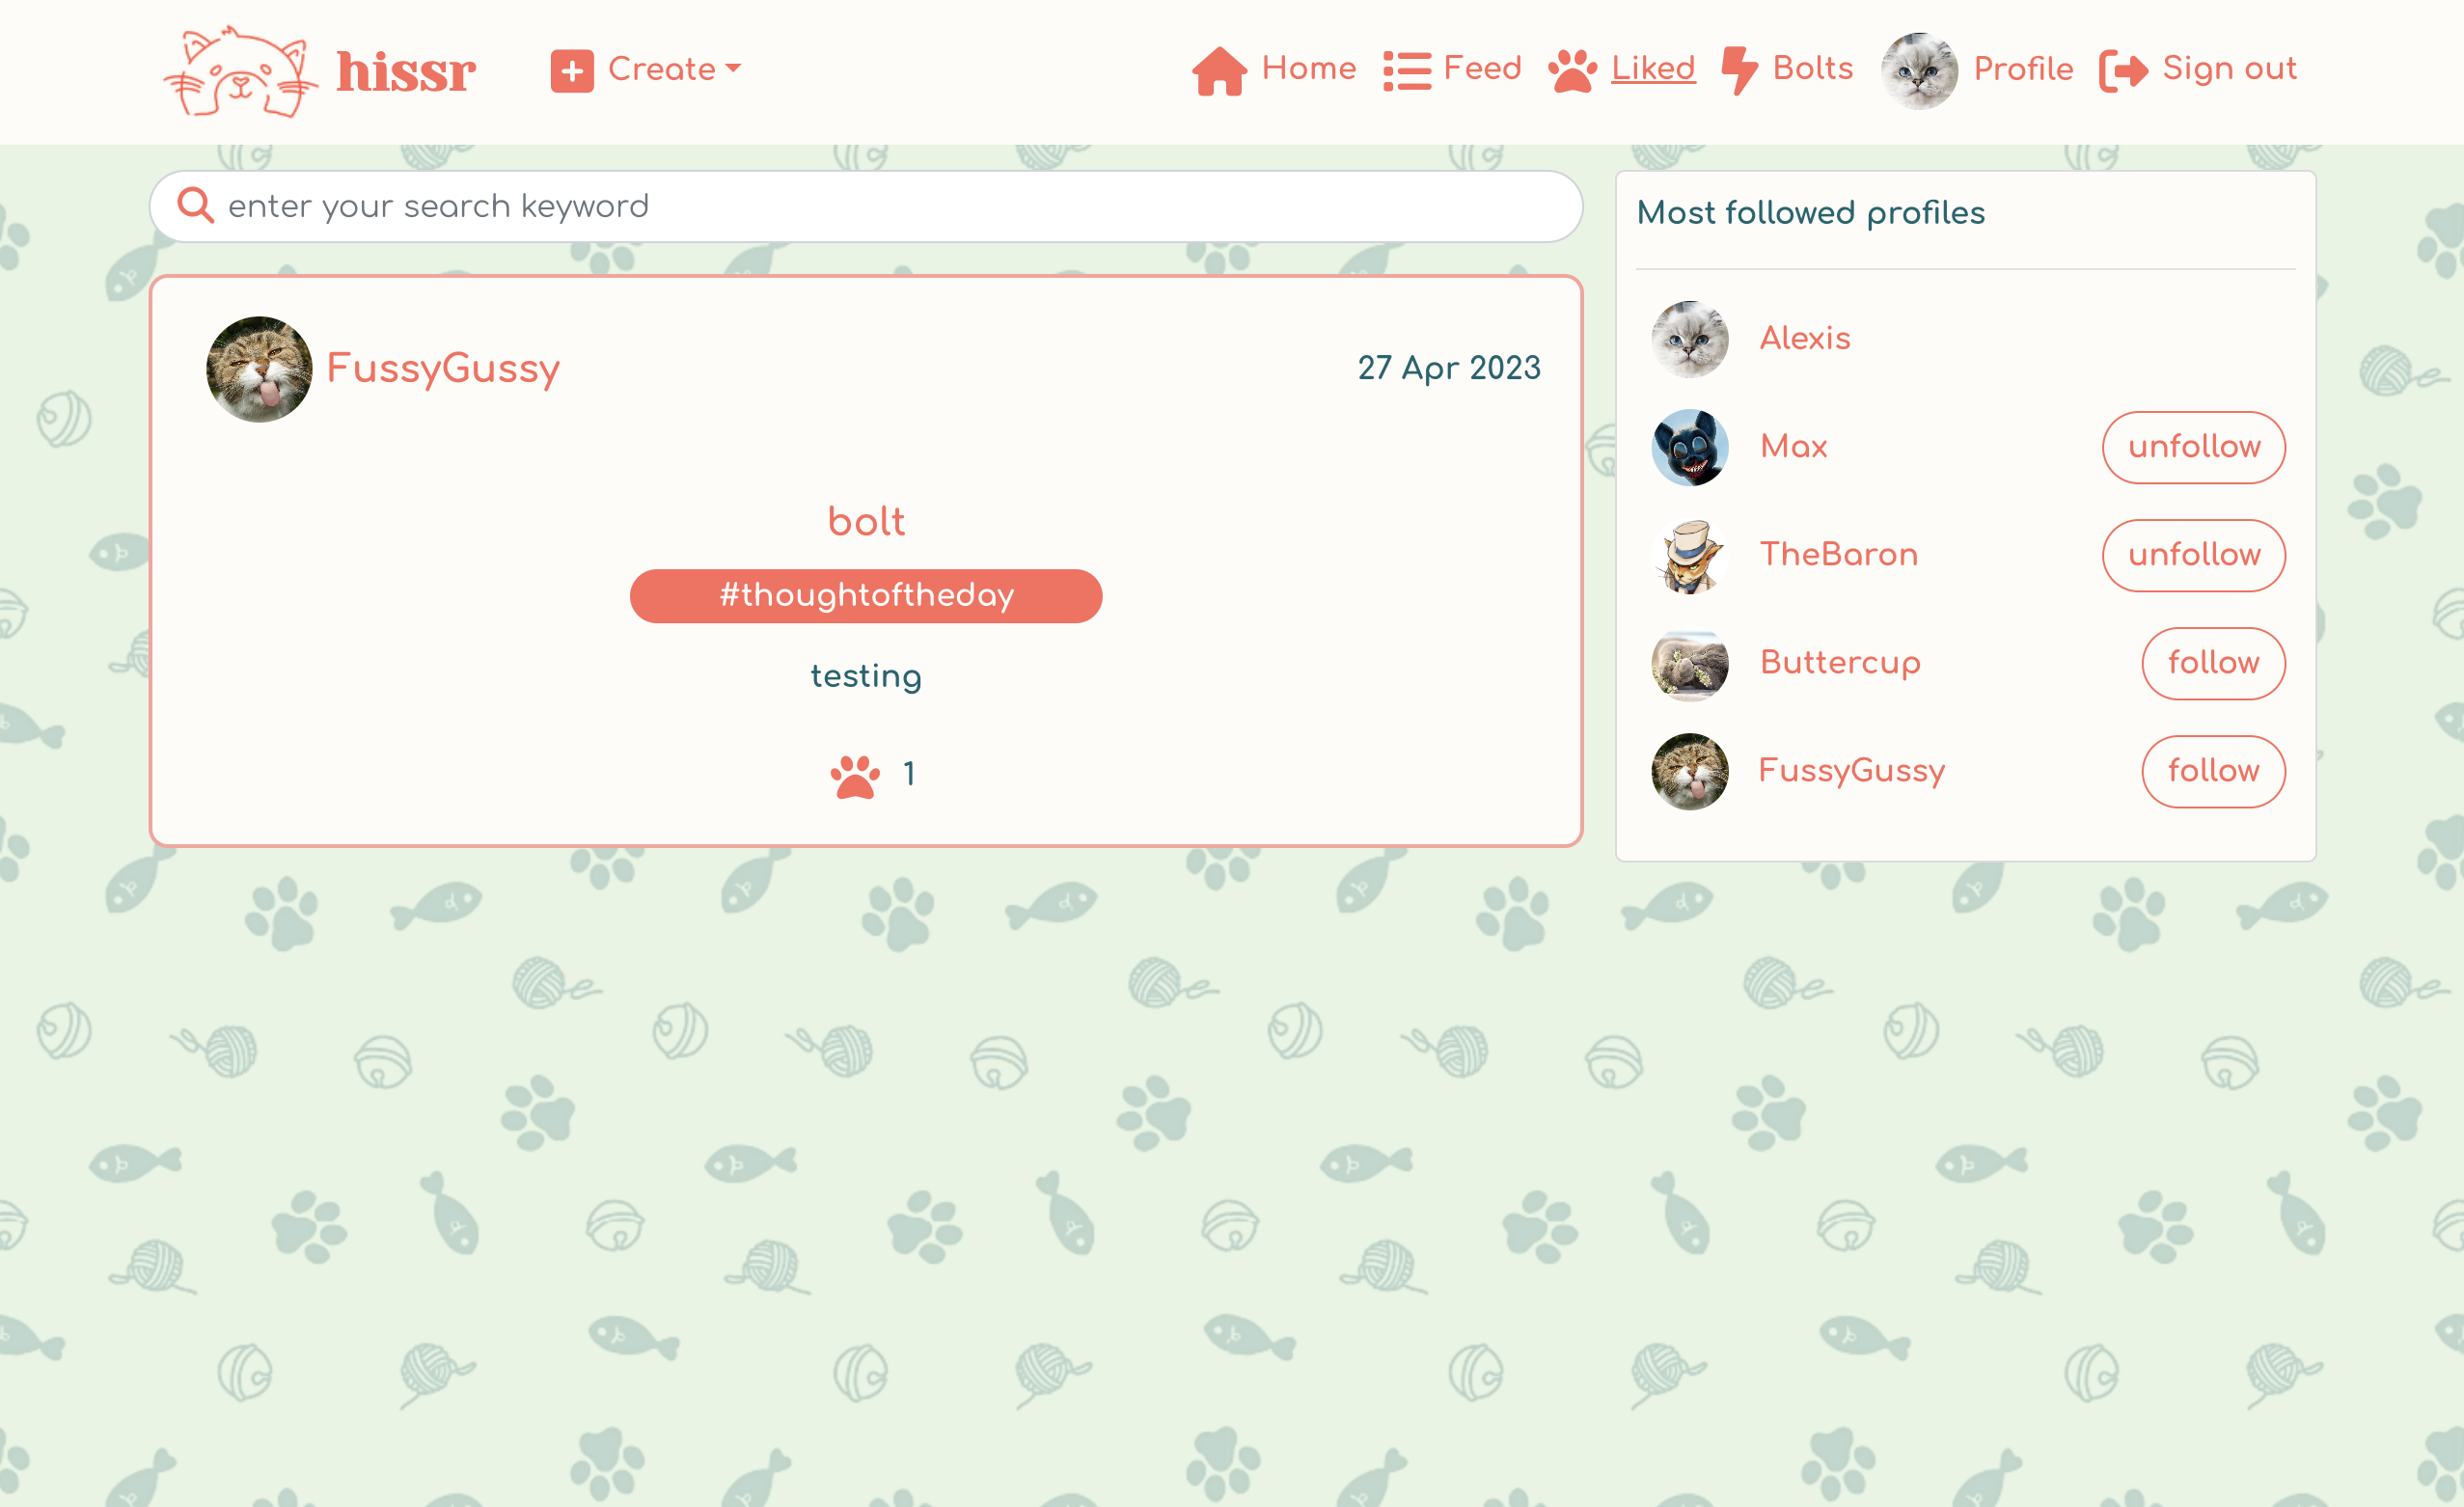 hissr
Create
Home
Feed
Liked
Bolts
Profile
Sign out
enter your search keyword
FussyGussy
27 Apr 2023
bolt
#thoughtoftheday
testing
1
Most followed profiles
Alexis
Max
unfollow
TheBaron
unfollow
Buttercup
follow
FussyGussy
follow